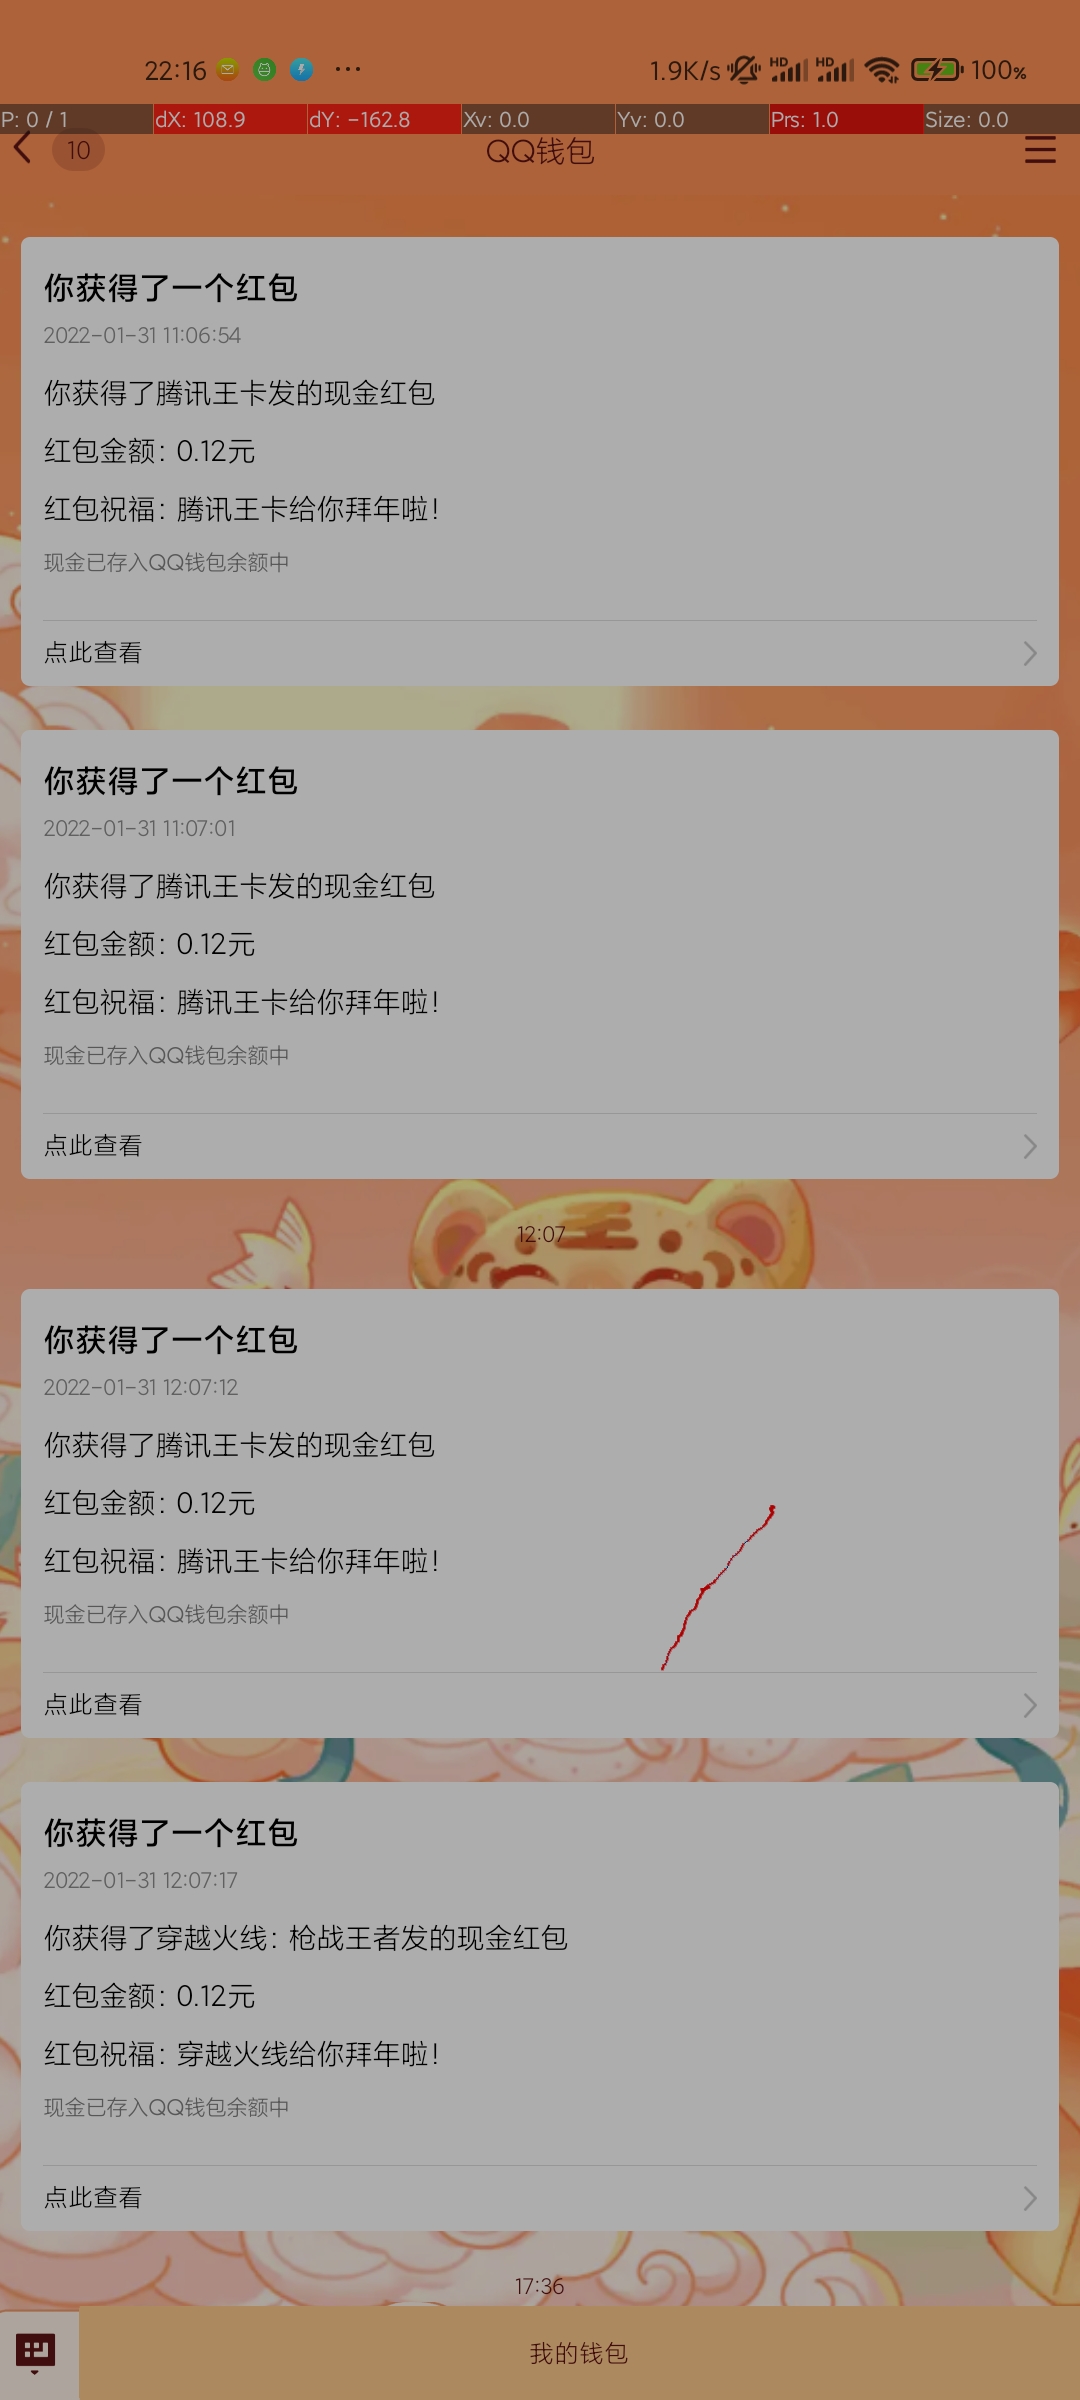 22:16 ... 1.9K/s HD HD 100%
P: 0 / 1 dX: 108.9 dY: -162.8 Xv: 0.0 Yv: 0.0 Prs: 1.0 Size: 0.0
10 QQ钱包
你获得了一个红包
2022-01-31 11:06:54
你获得了腾讯王卡发的现金红包
红包金额: 0.12元
红包祝福: 腾讯王卡给你拜年啦!
现金已存入QQ钱包余额中
点此查看
你获得了一个红包
2022-01-31 11:07:01
你获得了腾讯王卡发的现金红包
红包金额: 0.12元
红包祝福: 腾讯王卡给你拜年啦!
现金已存入QQ钱包余额中
点此查看
12:07
你获得了一个红包
2022-01-31 12:07:12
你获得了腾讯王卡发的现金红包
红包金额: 0.12元
红包祝福: 腾讯王卡给你拜年啦!
现金已存入QQ钱包余额中
点此查看
你获得了一个红包
2022-01-31 12:07:17
你获得了穿越火线: 枪战王者发的现金红包
红包金额: 0.12元
红包祝福: 穿越火线给你拜年啦!
现金已存入QQ钱包余额中
点此查看
17:36
我的钱包